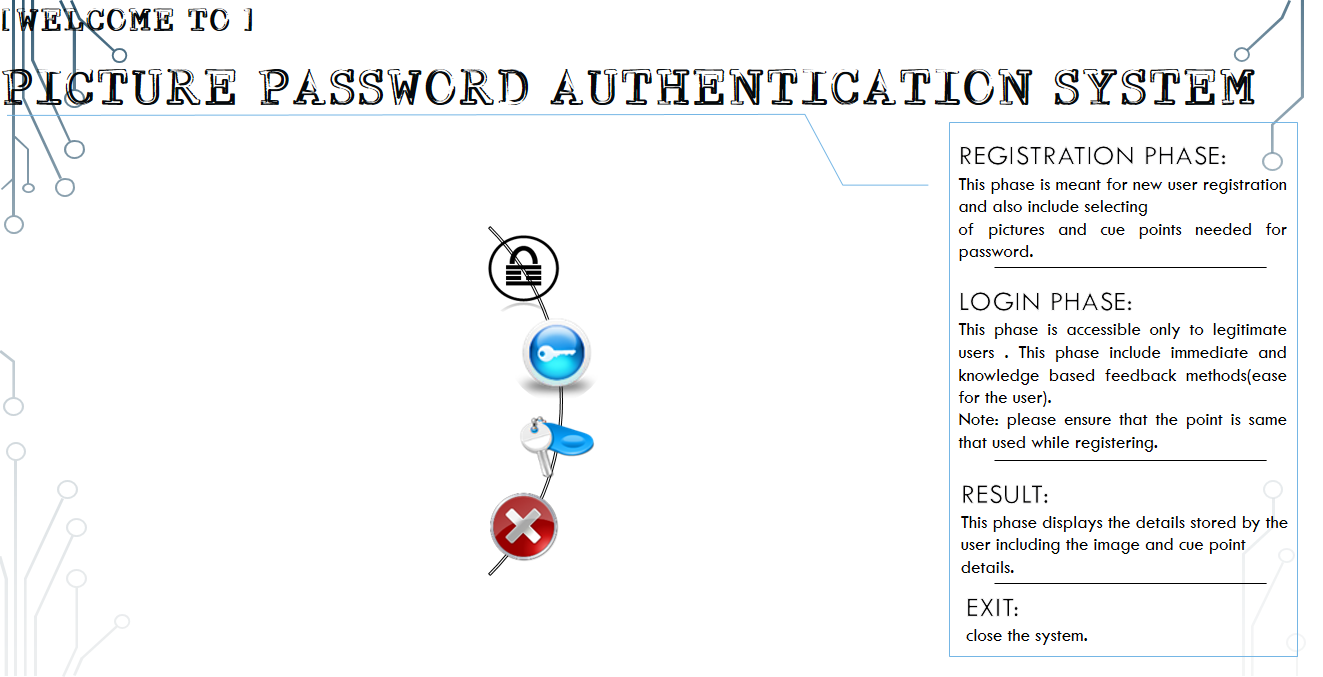 [WELCOME TO ]
PICTURE PASSWORD AUTHENTICATION SYSTEM
REGISTRATION PHASE:
This phase is meant for new user registration
and also include selecting
of pictures and cue points needed for
password.
LOGIN PHASE:
This phase is accessible only to legitimate
users . This phase include immediate and
knowledge based feedback methods(ease
for the user).
Note: please ensure that the point is same
that used while registering.
RESULT:
This phase displays the details stored by the
user including the image and cue point
details.
EXIT:
close the system.